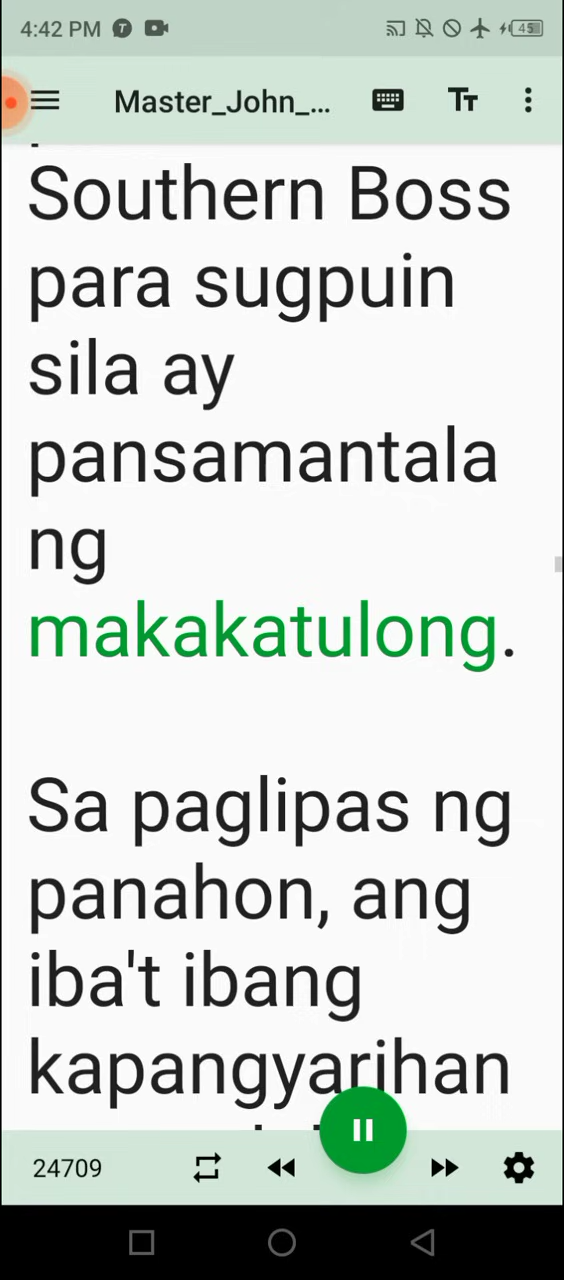 4:42 PM
45
Master_John_...
Southern Boss
para sugpuin
sila ay
pansamantala
ng
makakatulong.
Sa paglipas ng
panahon, ang
iba't ibang
kapangyarihan
24709